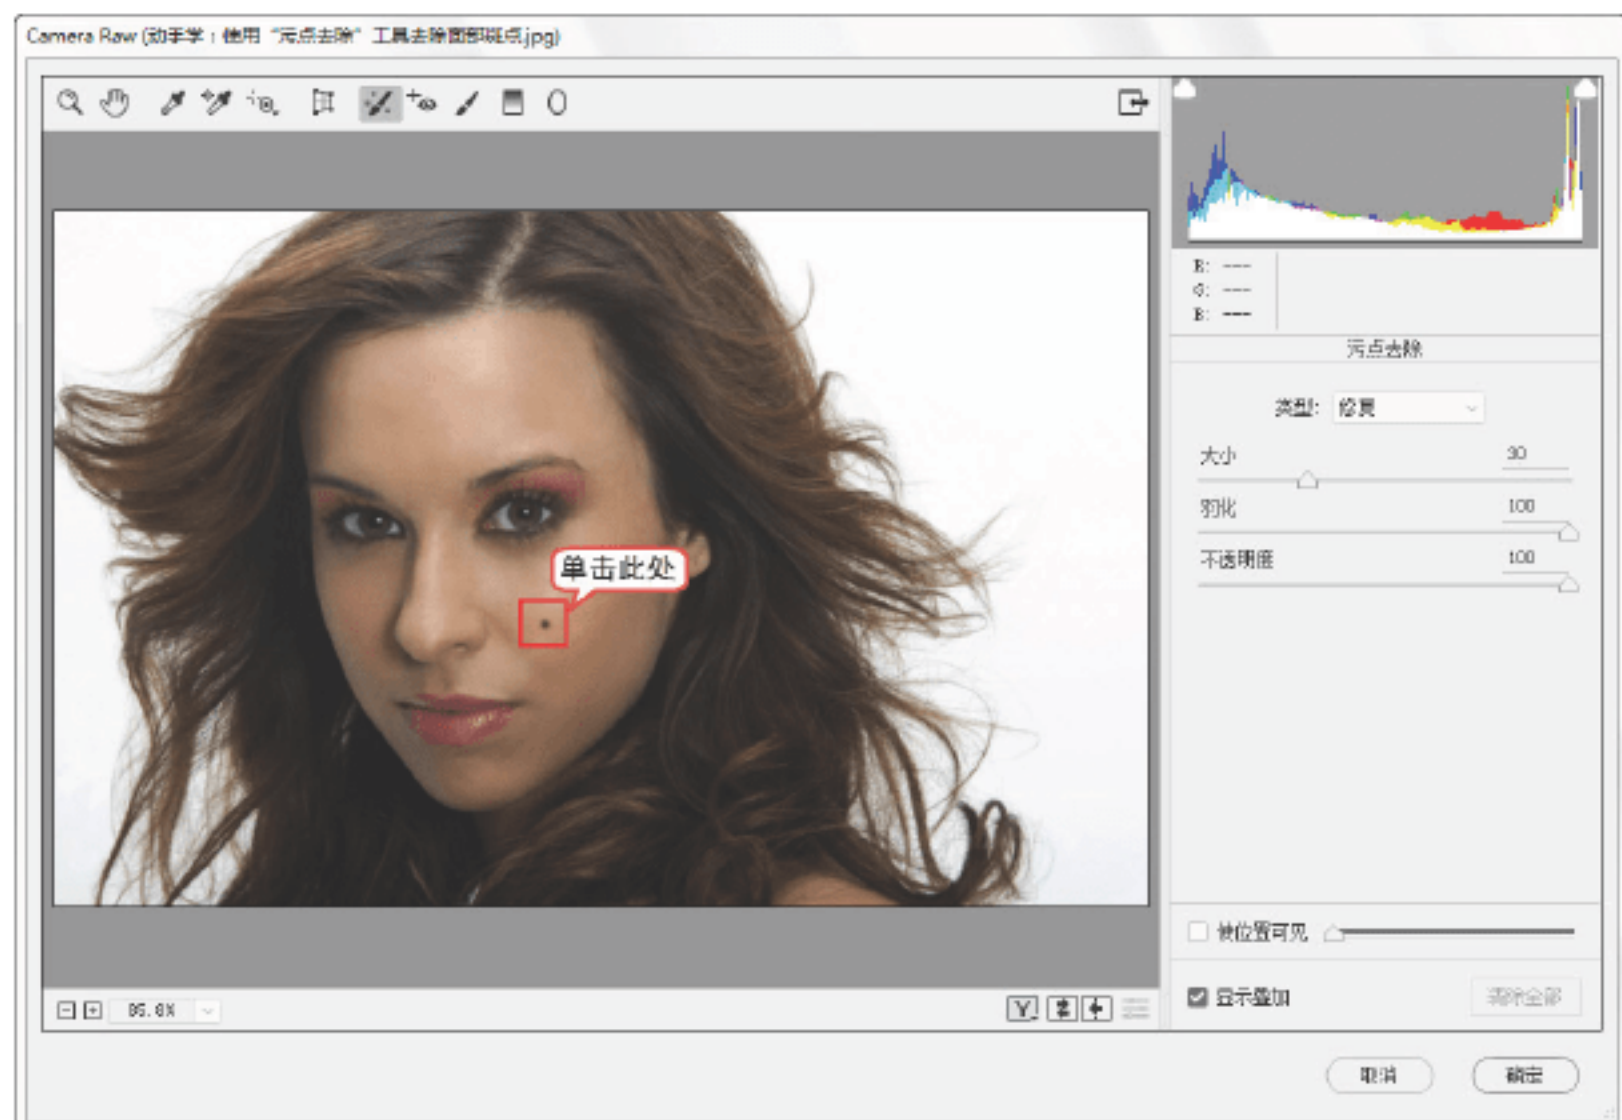 Camera Raw (动手学：使用“污点去除”工具去除面部斑点.jpg)
R: ---
G: ---
B: ---
污点去除
类型: 修复
大小 30
羽化 100
不透明度 100
单击此处
使位置可见
显示叠加 清除全部
取消 确定